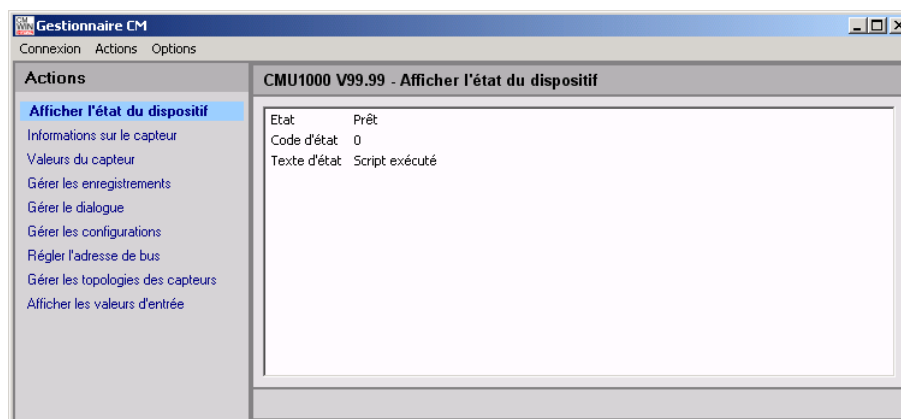 CM
WIN
Gestionnaire CM
Connexion Actions Options
Actions
Afficher l'état du dispositif
Informations sur le capteur
Valeurs du capteur
Gérer les enregistrements
Gérer le dialogue
Gérer les configurations
Régler l'adresse de bus
Gérer les topologies des capteurs
Afficher les valeurs d'entrée
CMU1000 V99.99 - Afficher l'état du dispositif
Etat Prêt
Code d'état 0
Texte d'état Script exécuté